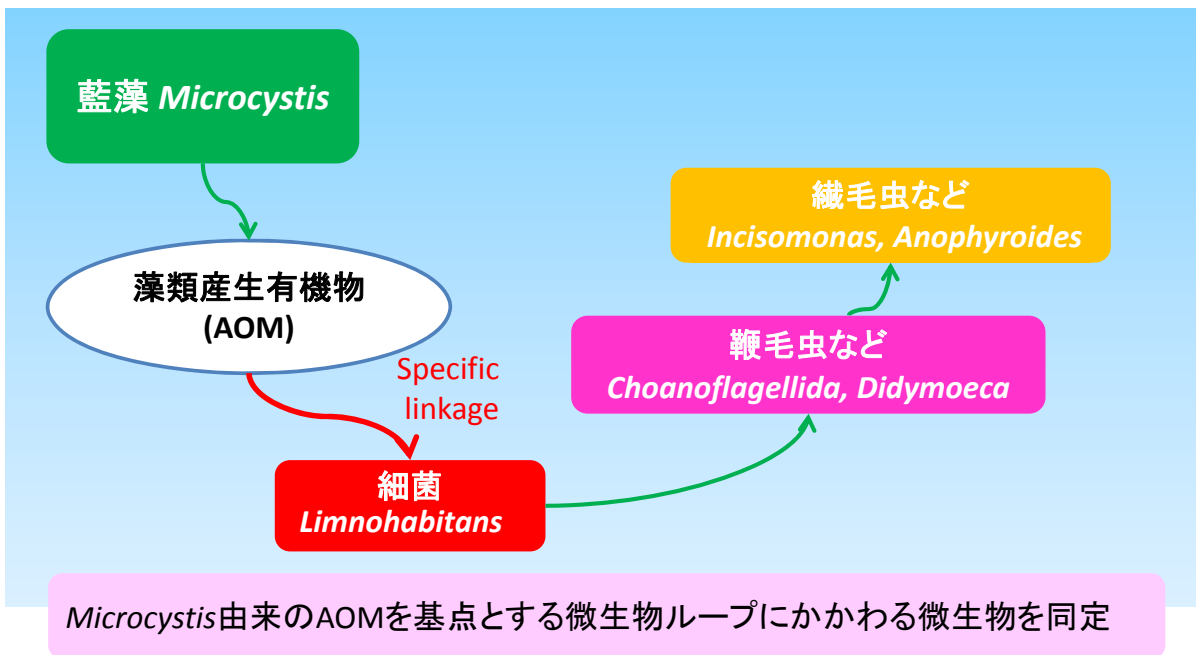 藍藻 Microcystis
藻類産生有機物
(AOM)
Specific
linkage
細菌
Limnohabitans
鞭毛虫など
Choanoflagellida, Didymoeca
繊毛虫など
Incisomonas, Anophyroides
Microcystis由来のAOMを基点とする微生物ループにかかわる微生物を同定